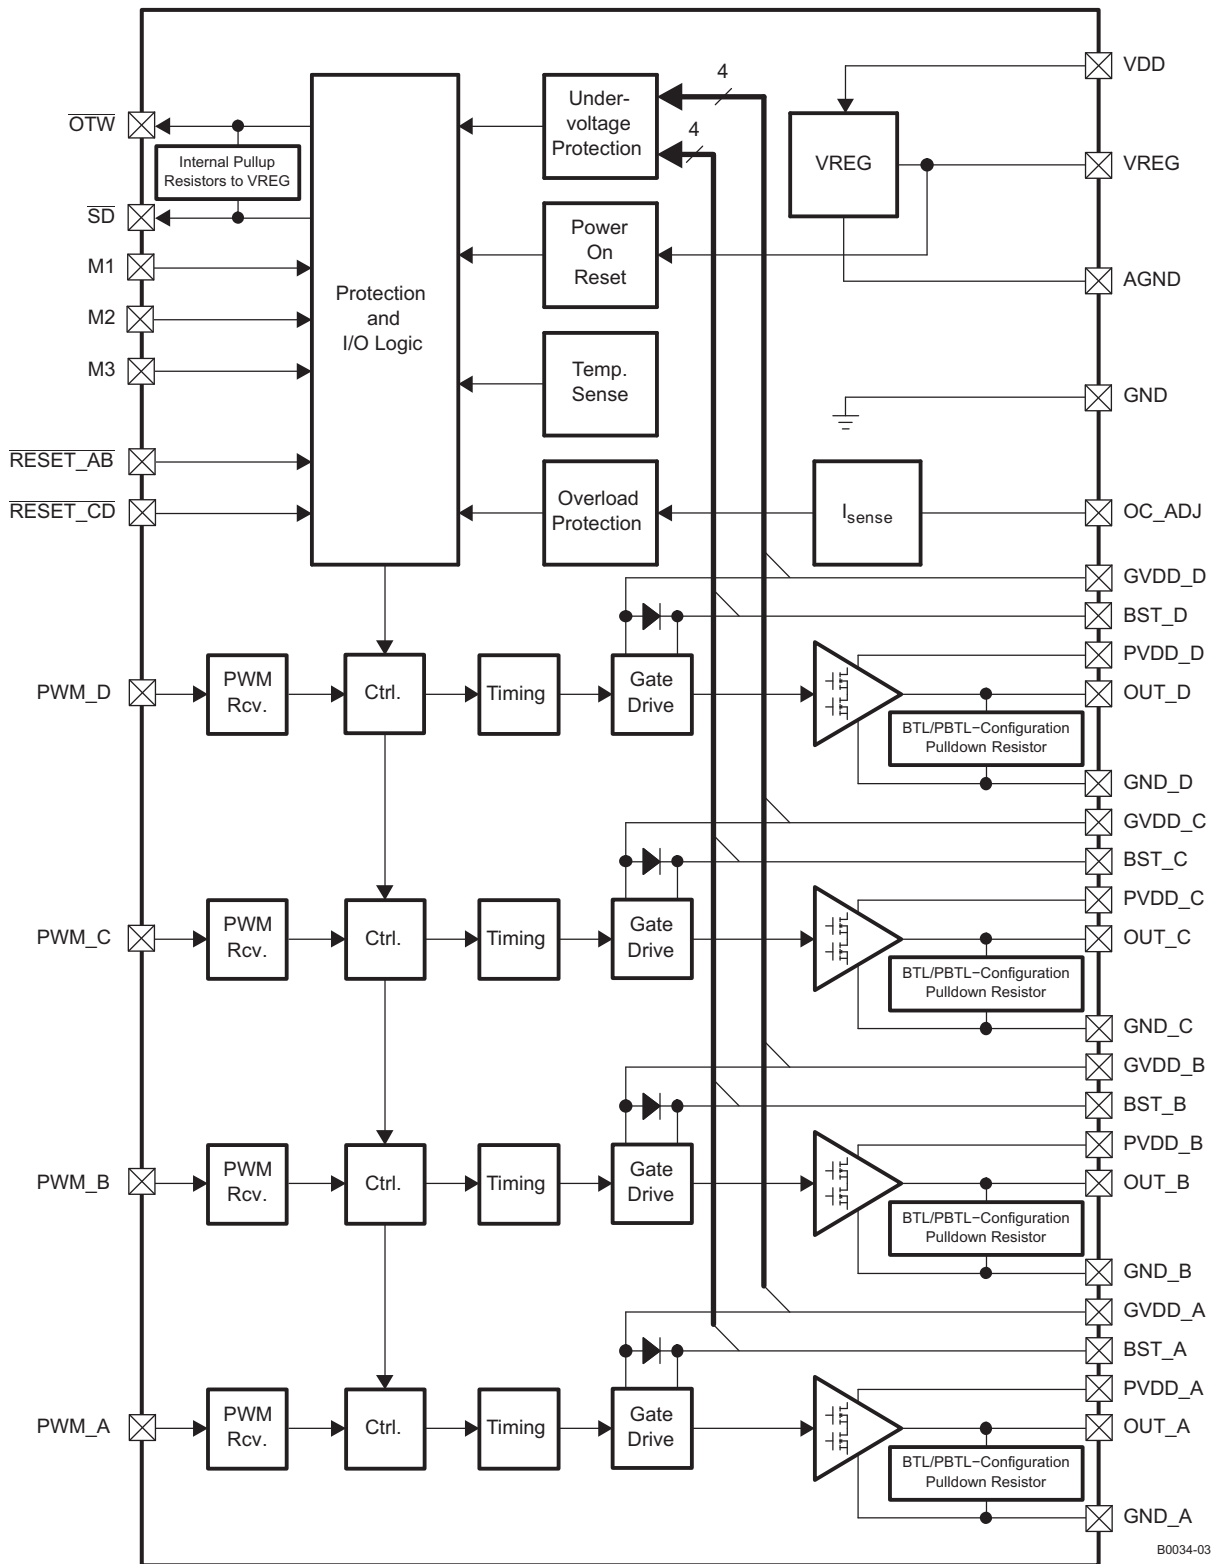 4
VDD
OTW
Under-
voltage
Protection
4
Internal Pullup
Resistors to VREG
VREG
VREG
SD
Power
On
Reset
M1
AGND
Protection
and
I/O Logic
M2
M3
Temp.
Sense
GND
RESET_AB
RESET_CD
Overload
Protection
Isense
OC_ADJ
GVDD_D
BST_D
PVDD_D
PWM_D
PWM
Rcv.
Ctrl.
Timing
Gate
Drive
OUT_D
BTL/PBTL−Configuration
Pulldown Resistor
GND_D
GVDD_C
BST_C
PVDD_C
PWM_C
PWM
Rcv.
Ctrl.
Timing
Gate
Drive
OUT_C
BTL/PBTL−Configuration
Pulldown Resistor
GND_C
GVDD_B
BST_B
PVDD_B
PWM_B
PWM
Rcv.
Ctrl.
Timing
Gate
Drive
OUT_B
BTL/PBTL−Configuration
Pulldown Resistor
GND_B
GVDD_A
BST_A
PVDD_A
PWM_A
PWM
Rcv.
Ctrl.
Timing
Gate
Drive
OUT_A
BTL/PBTL−Configuration
Pulldown Resistor
GND_A
B0034-03